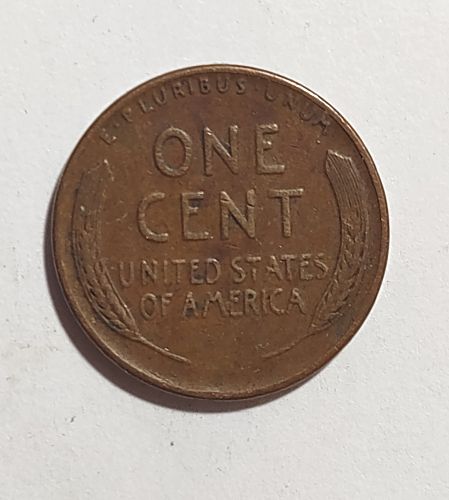 E·PLURIBUS·UNUM
ONE
CENT
UNITED STATES
OF AMERICA